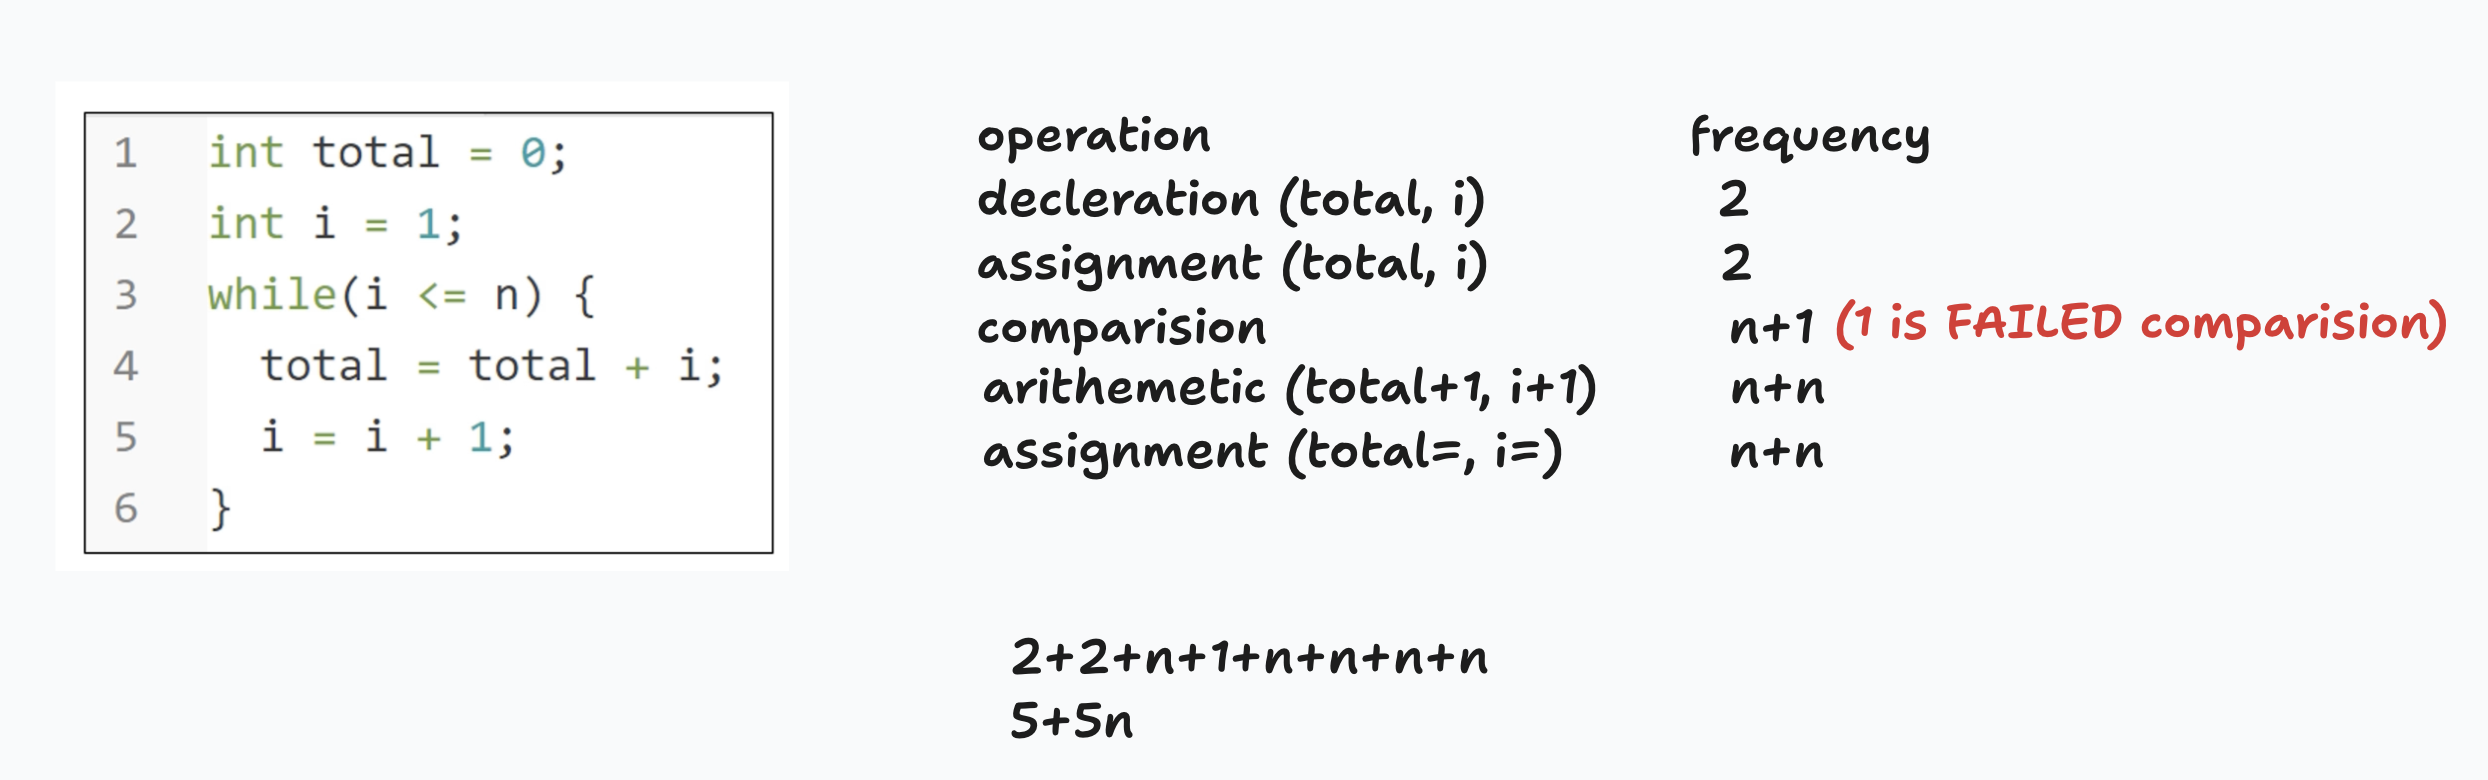 1 int total = 0;
2 int i = 1;
3 while(i <= n) {
4 total = total + i;
5 i = i + 1;
6 }
operation frequency
decleration (total, i) 2
assignment (total, i) 2
comparision n+1 (1 is FAILED comparision)
arithemetic (total+1, i+1) n+n
assignment (total=, i=) n+n
2+2+n+1+n+n+n+n
5+5n